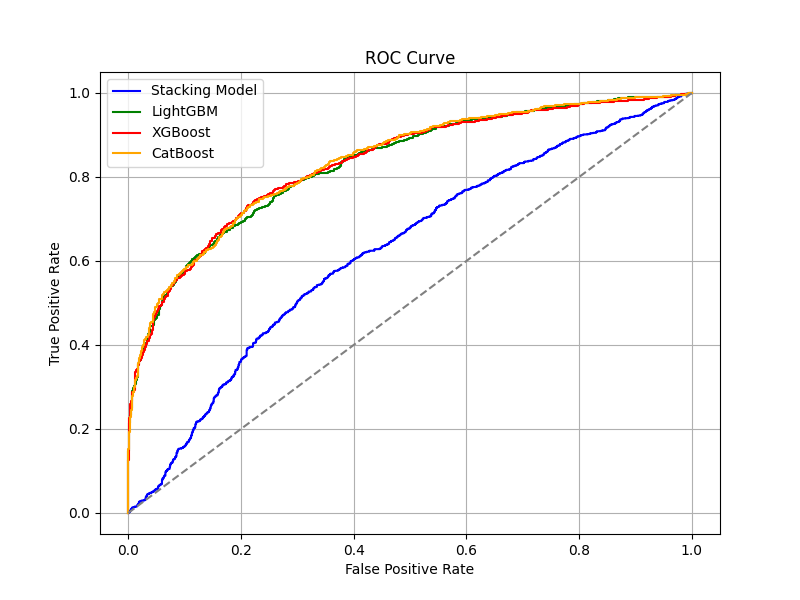 ROC Curve
Stacking Model
LightGBM
XGBoost
CatBoost
True Positive Rate
1.0
0.8
0.6
0.4
0.2
0.0
0.0 0.2 0.4 0.6 0.8 1.0
False Positive Rate